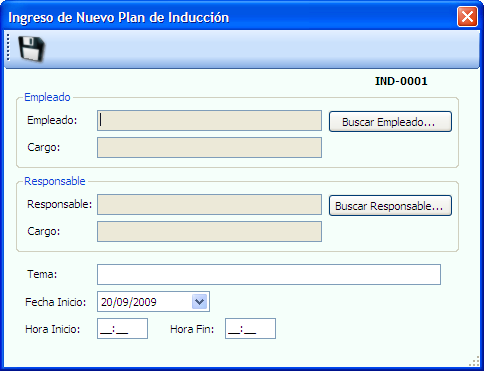 Ingreso de Nuevo Plan de Inducción
IND-0001
Empleado
Empleado: Buscar Empleado...
Cargo:
Responsable
Responsable: Buscar Responsable...
Cargo:
Tema:
Fecha Inicio: 20/09/2009
Hora Inicio: __:__ Hora Fin: __:__